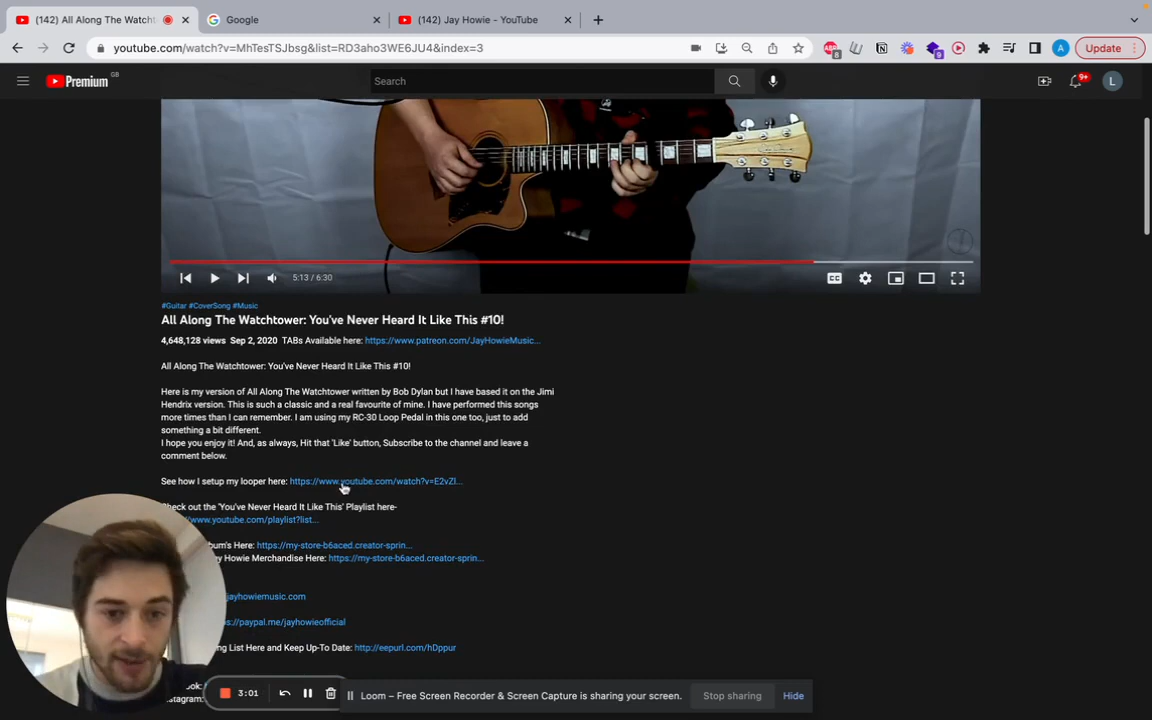 (142) All Along The Watcht
Google
(142) Jay Howie - YouTube
youtube.com/watch?v=MhTesTSJbsg&list=RD3aho3WE6JU4&index=3
8
9
A
Update
Premium
GB
Search
9+
L
5:13 / 6:30
CC
#Guitar #CoverSong #Music
All Along The Watchtower: You've Never Heard It Like This #10!
4,648,128 views Sep 2, 2020 TABs Available here: https://www.patreon.com/JayHowieMusic...
All Along The Watchtower: You've Never Heard It Like This #10!
Here is my version of All Along The Watchtower written by Bob Dylan but I have based it on the Jimi
Hendrix version. This is such a classic and a real favourite of mine. I have performed this songs
more times than I can remember. I am using my RC-30 Loop Pedal in this one too, just to add
something a bit different.
I hope you enjoy it! And, as always, Hit that 'Like' button, Subscribe to the channel and leave a
comment below.
See how I setup my looper here: https://www.youtube.com/watch?v=E2vZI...
heck out the 'You've Never Heard It Like This' Playlist here-
/www.youtube.com/playlist?list...
bum's Here: https://my-store-b6aced.creator-sprin...
y Howie Merchandise Here: https://my-store-b6aced.creator-sprin...
jayhowiemusic.com
s://paypal.me/jayhowieofficial
ng List Here and Keep Up-To Date: http://eepurl.com/hDppur
ook:
stagram:
3:01
Loom – Free Screen Recorder & Screen Capture is sharing your screen.
Stop sharing
Hide